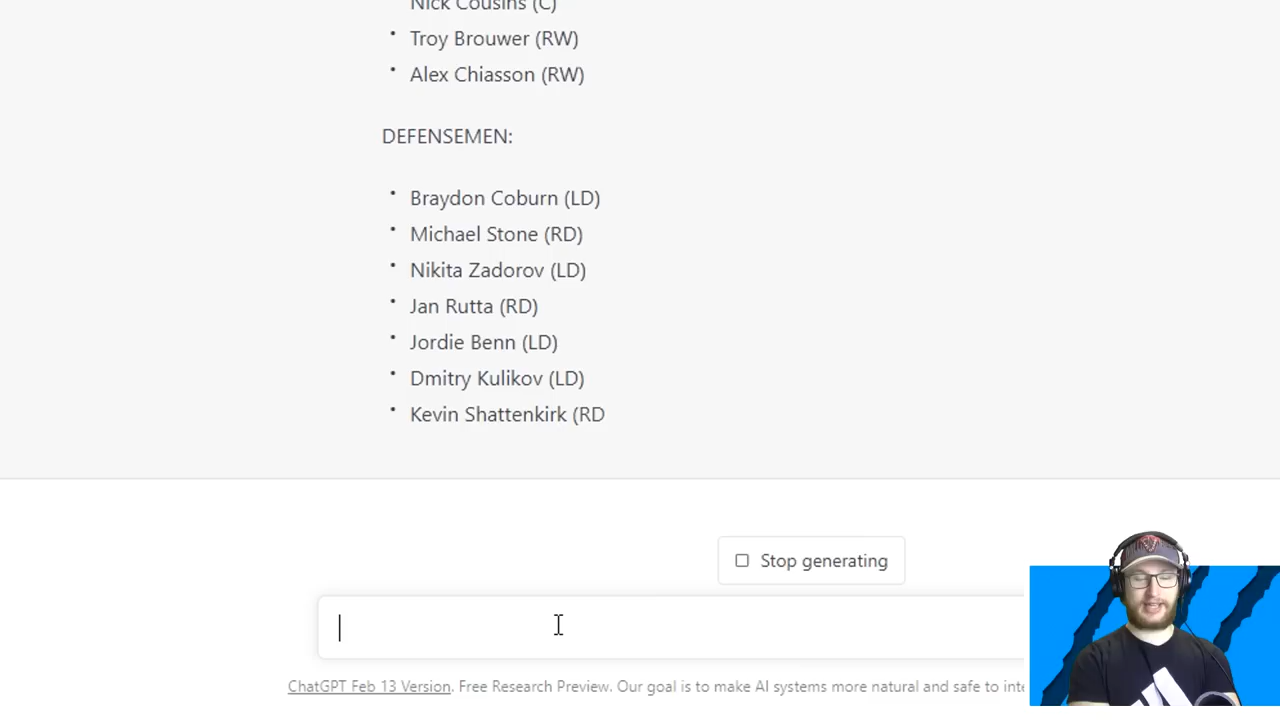 Nick Cousins (C)
• Troy Brouwer (RW)
• Alex Chiasson (RW)
DEFENSEMEN:
• Braydon Coburn (LD)
• Michael Stone (RD)
• Nikita Zadorov (LD)
• Jan Rutta (RD)
• Jordie Benn (LD)
• Dmitry Kulikov (LD)
• Kevin Shattenkirk (RD
Stop generating
ChatGPT Feb 13 Version. Free Research Preview. Our goal is to make AI systems more natural and safe to inte